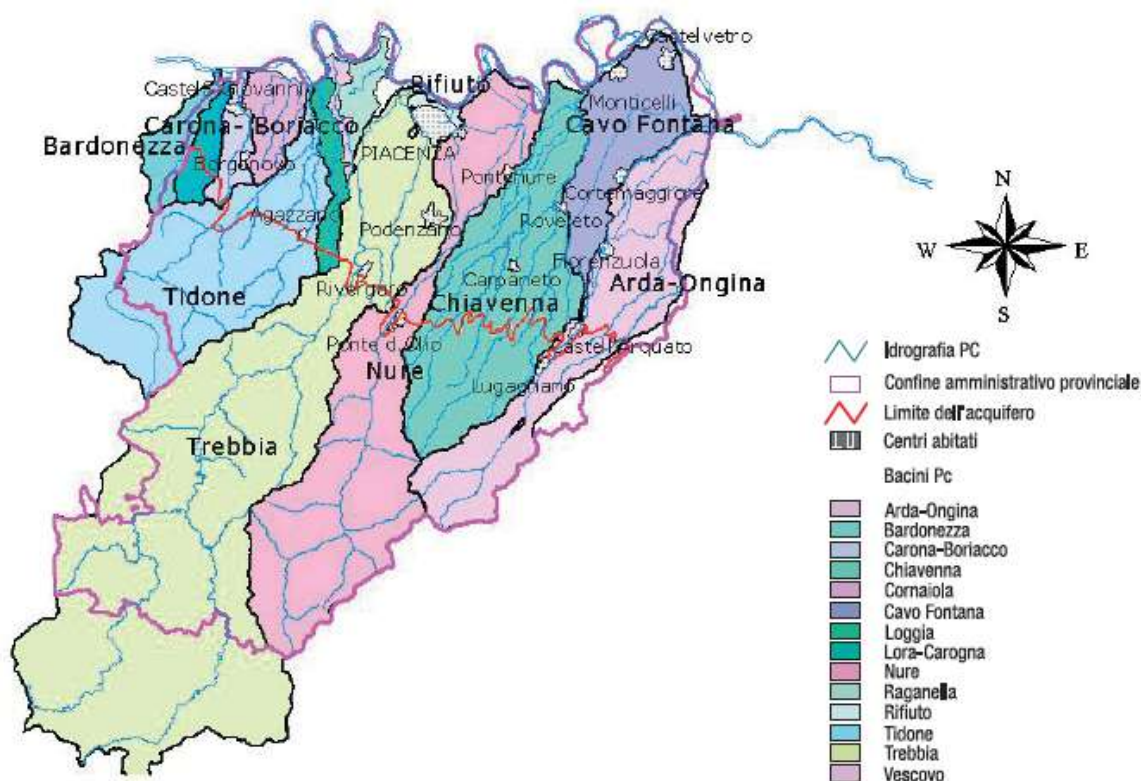 Castelvetro
Rifiuto
Castel S. Giovanni
Monticelli
Carona- Boriacco
Cavo Fontana
Bardonezza
PIACENZA
Borgonovo
Pontenure
Cortemaggiore
Agazzano
Podenzano
Roveleto
Fiorenzuola
Carpaneto
Arda-Ongina
Tidone
Rivergaro
Chiavenna
Ponte d. Olio
Castell'Arquato
Nure
Lugagnano
Trebbia
N
W
E
S
Idrografia PC
Confine amministrativo provinciale
Limite dell'acquifero
Centri abitati
Bacini Pc
Arda-Ongina
Bardonezza
Carona-Boriacco
Chiavenna
Cornaiola
Cavo Fontana
Loggia
Lora-Carogna
Nure
Raganella
Rifiuto
Tidone
Trebbia
Vescovo